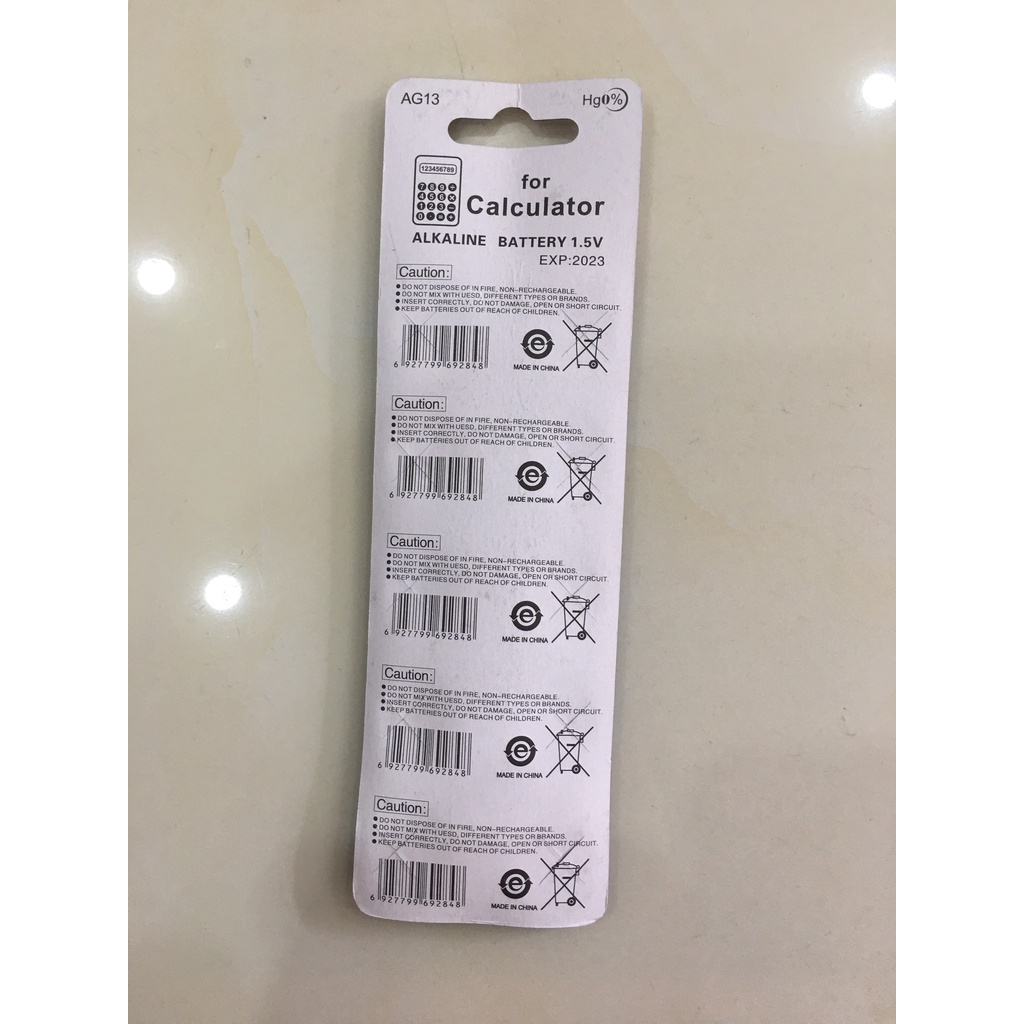 AG13
Hg0%
123456789
7 8 9 ÷
4 5 6 ×
1 2 3 −
0 · = +
for
Calculator
ALKALINE BATTERY 1.5V
EXP:2023
Caution:
● DO NOT DISPOSE OF IN FIRE, NON-RECHARGEABLE.
● DO NOT MIX WITH UESD, DIFFERENT TYPES OR BRANDS.
● INSERT CORRECTLY, DO NOT DAMAGE, OPEN OR SHORT CIRCUIT.
● KEEP BATTERIES OUT OF REACH OF CHILDREN.
6 927799 692848
e
MADE IN CHINA
Caution:
● DO NOT DISPOSE OF IN FIRE, NON-RECHARGEABLE.
● DO NOT MIX WITH UESD, DIFFERENT TYPES OR BRANDS.
● INSERT CORRECTLY, DO NOT DAMAGE, OPEN OR SHORT CIRCUIT.
● KEEP BATTERIES OUT OF REACH OF CHILDREN.
6 927799 692848
e
MADE IN CHINA
Caution:
● DO NOT DISPOSE OF IN FIRE, NON-RECHARGEABLE.
● DO NOT MIX WITH UESD, DIFFERENT TYPES OR BRANDS.
● INSERT CORRECTLY, DO NOT DAMAGE, OPEN OR SHORT CIRCUIT.
● KEEP BATTERIES OUT OF REACH OF CHILDREN.
6 927799 692848
e
MADE IN CHINA
Caution:
● DO NOT DISPOSE OF IN FIRE, NON-RECHARGEABLE.
● DO NOT MIX WITH UESD, DIFFERENT TYPES OR BRANDS.
● INSERT CORRECTLY, DO NOT DAMAGE, OPEN OR SHORT CIRCUIT.
● KEEP BATTERIES OUT OF REACH OF CHILDREN.
6 927799 692848
e
MADE IN CHINA
Caution:
● DO NOT DISPOSE OF IN FIRE, NON-RECHARGEABLE.
● DO NOT MIX WITH UESD, DIFFERENT TYPES OR BRANDS.
● INSERT CORRECTLY, DO NOT DAMAGE, OPEN OR SHORT CIRCUIT.
● KEEP BATTERIES OUT OF REACH OF CHILDREN.
6 927799 692848
e
MADE IN CHINA